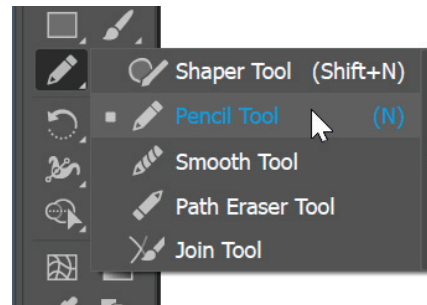 Shaper Tool (Shift+N)
Pencil Tool (N)
Smooth Tool
Path Eraser Tool
Join Tool